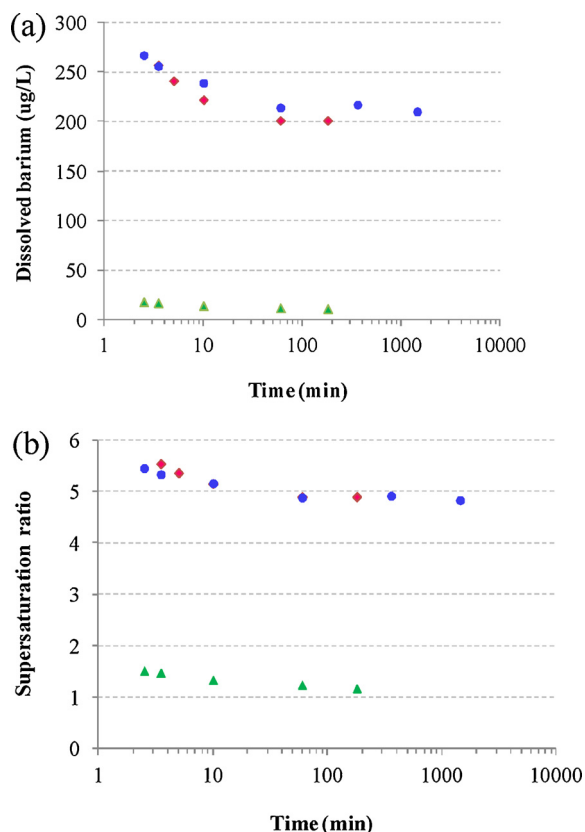 (a)
Dissolved barium (ug/L)
300
250
200
150
100
50
0
1 10 100 1000 10000
Time (min)
(b)
Supersaturation ratio
6
5
4
3
2
1
0
1 10 100 1000 10000
Time (min)